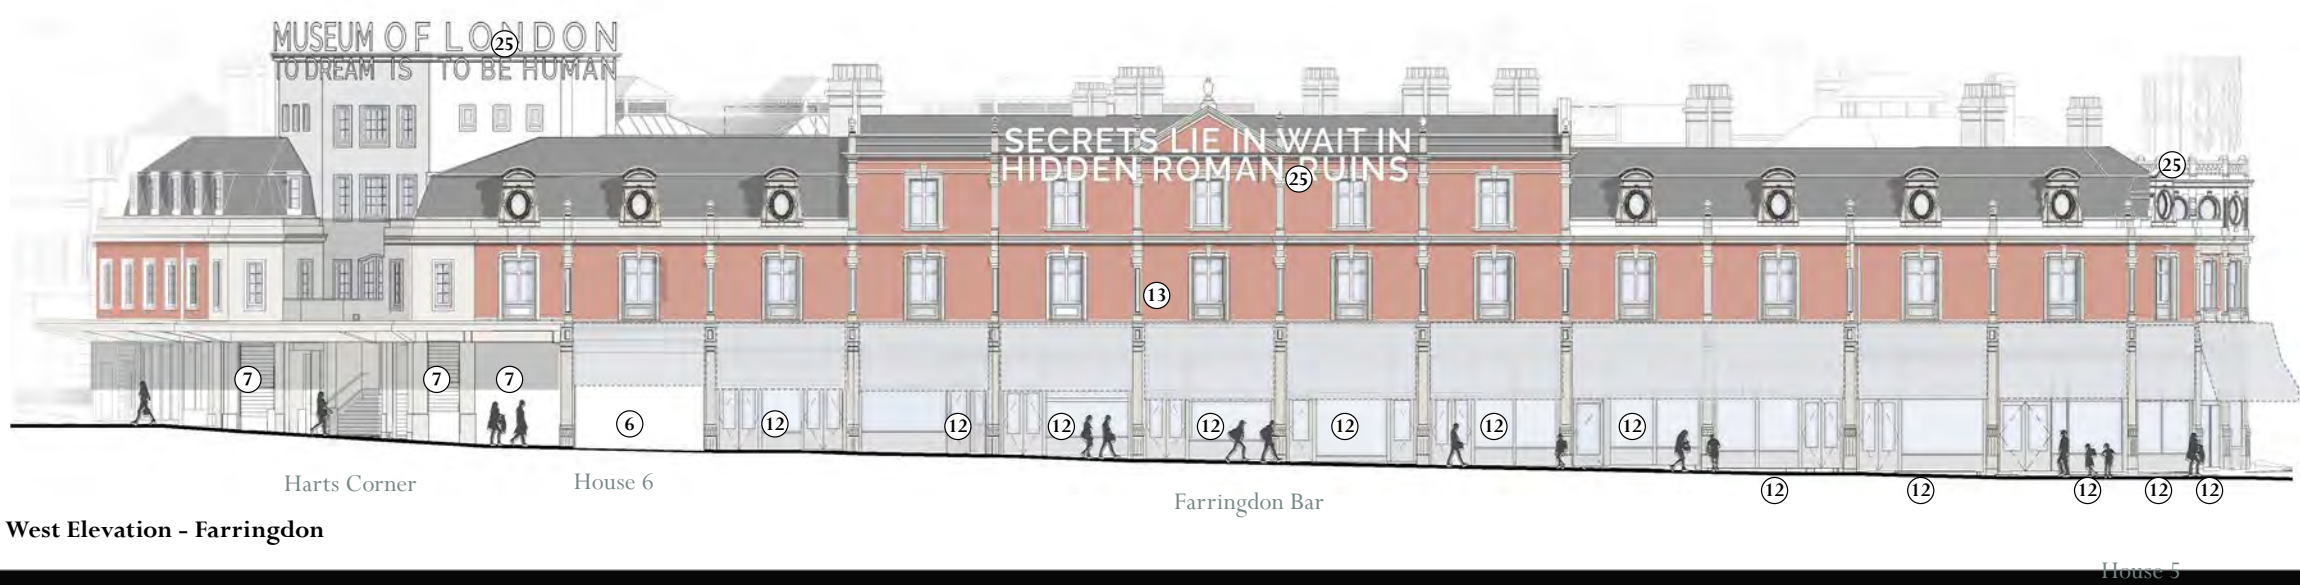 MUSEUM OF LONDON
25
TO DREAM IS TO BE HUMAN
SECRETS LIE IN WAIT IN
HIDDEN ROMAN RUINS
25
25
13
7
7
7
6
12
12
12
12
12
12
12
12
12
12
12
12
Harts Corner
House 6
Farringdon Bar
West Elevation - Farringdon
House 5